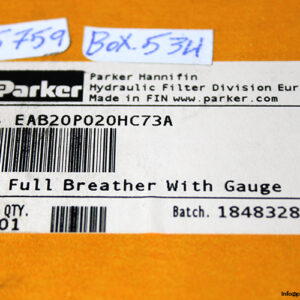 5759
Box.534
Parker
Parker Hannifin
Hydraulic Filter Division Eur
Made in FIN www.parker.com
EAB20P020HC73A
Full Breather With Gauge
QTY.
01
Batch. 1848328